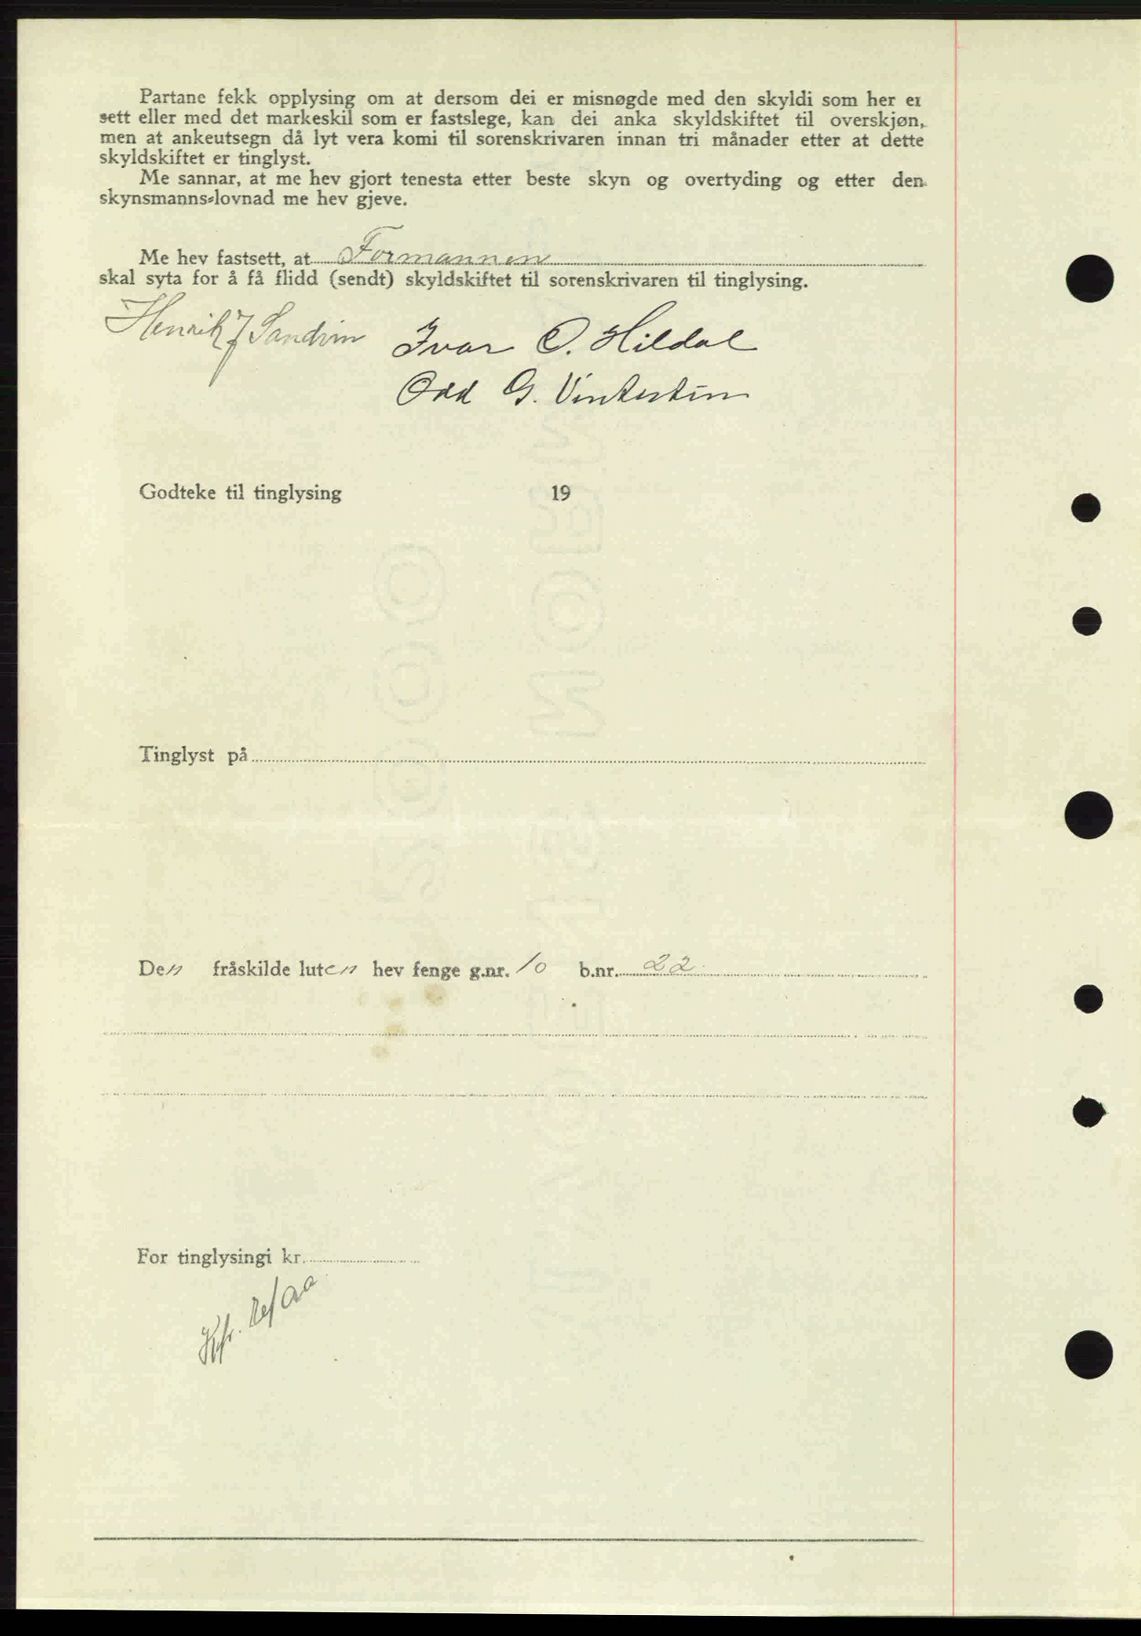 Partane fekk opplysing om at dersom dei er misnøgde med den skyldi som her er
sett eller med det markeskil som er fastslege, kan dei anka skyldskiftet til overskjøn,
men at ankeutsegn då lyt vera komi til sorenskrivaren innan tri månader etter at dette
skyldskiftet er tinglyst.
Me sannar, at me hev gjort tenesta etter beste skyn og overtyding og etter den
skynsmanns-lovnad me hev gjeve.
Me hev fastsett, at Formannen
skal syta for å få flidd (sendt) skyldskiftet til sorenskrivaren til tinglysing.
Henrik J Sandvin Ivar O. Hildal
Odd G. Vintertun
Godteke til tinglysing 19
Tinglyst på
Den fråskilde luten hev fenge g.nr. 10 b.nr. 22.
For tinglysingi kr.